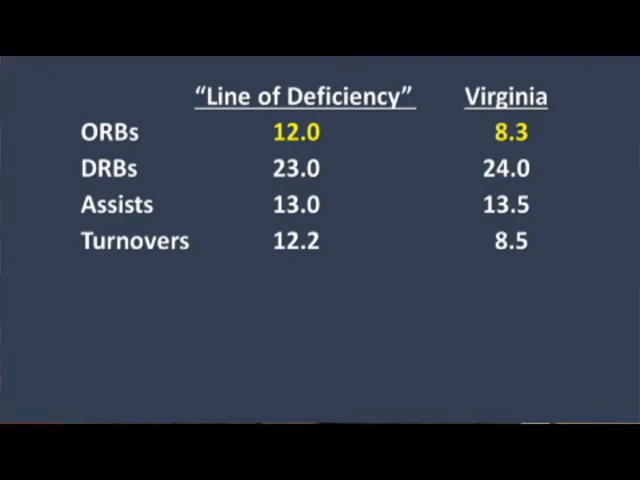 “Line of Deficiency” Virginia
ORBs 12.0 8.3
DRBs 23.0 24.0
Assists 13.0 13.5
Turnovers 12.2 8.5